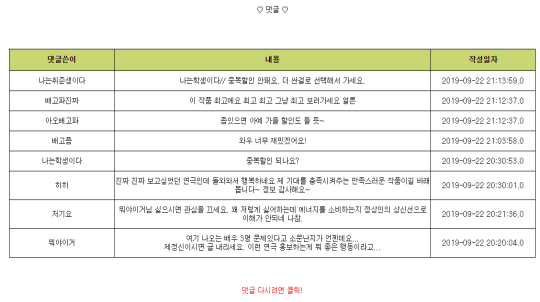 ♡ 댓글 ♡
댓글쓴이 내용 작성일자
나는취준생이다 나는학생이다// 중복할인 안돼요. 더 싼걸로 선택해서 가세요. 2019-09-22 21:13:59.0
배고파진짜 이 작품 최고예요 최고 최고 그냥 최고 보러가세요 얼른 2019-09-22 21:12:37.0
아오배고파 좀있으면 아예 가을 할인도 뜰 듯~ 2019-09-22 21:12:37.0
배고픔 와우 너무 재밌겠어요! 2019-09-22 21:03:58.0
나는학생이다 중복할인 되나요? 2019-09-22 20:30:53.0
히히 진짜 진짜 보고싶었던 연극인데 돌아와서 행복하네요 제 기대를 충족시켜주는 만족스러운 작품이길 바래 2019-09-22 20:30:01.0
봅니다~ 정보 감사해요~
저기요 뭐야이거님 싫으시면 관심을 끄세요. 왜 저렇게 싫어하는데 에너지를 소비하는지 정상인의 상식선으로 2019-09-22 20:21:36.0
이해가 안되네 나참.
뭐야이거 여기 나오는 배우 3명 문제있다고 소문난지가 언젠데요... 2019-09-22 20:20:04.0
제정신이시면 글 내리세요. 이런 연극 홍보하는게 뭐 좋은 행동이라고...
댓글 다시려면 클릭!